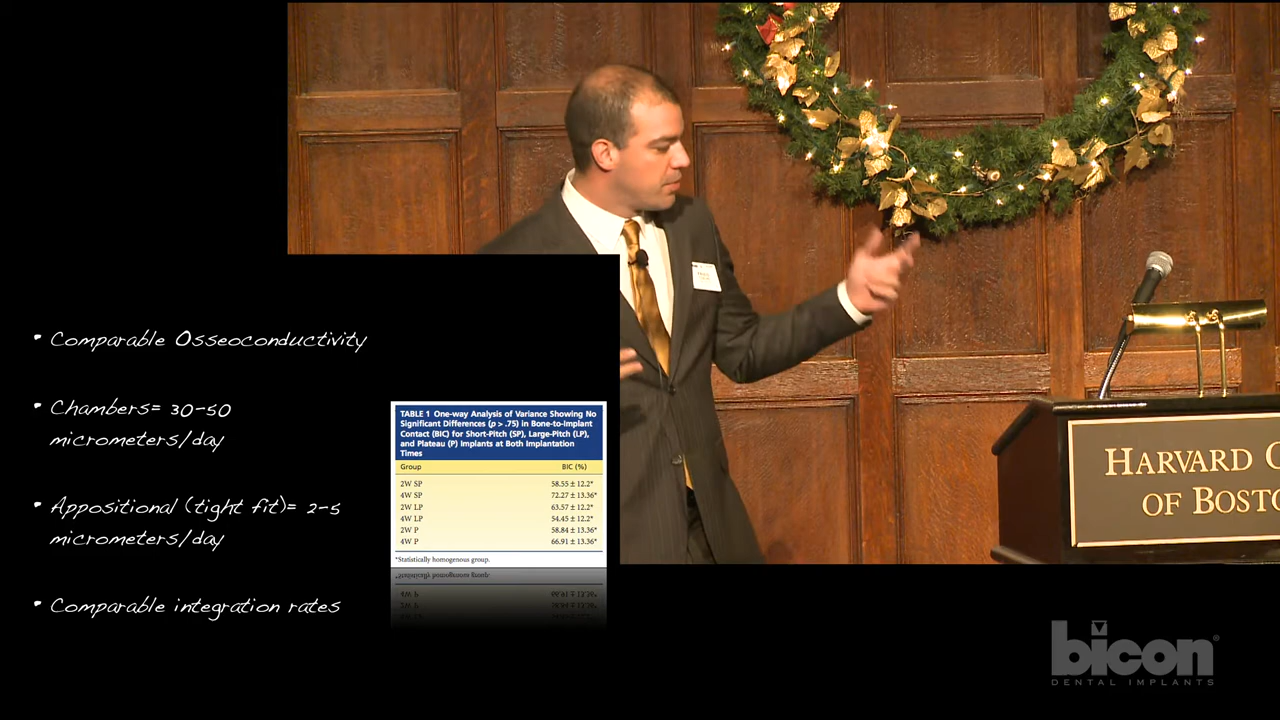 • Comparable Osseoconductivity
• Chambers= 30-50
micrometers/day
• Appositional (tight fit)= 2-5
micrometers/day
• Comparable integration rates
TABLE 1 One-way Analysis of Variance Showing No
Significant Differences (p > .75) in Bone-to-Implant
Contact (BIC) for Short-Pitch (SP), Large-Pitch (LP),
and Plateau (P) Implants at Both Implantation
Times
Group BIC (%)
2W SP 58.55 ± 12.2*
4W SP 72.27 ± 13.36*
2W LP 63.57 ± 12.2*
4W LP 54.45 ± 12.2*
2W P 58.84 ± 13.36*
4W P 66.91 ± 13.36*
*Statistically homogenous group.
HARVARD C
OF BOSTO
bicon®
DENTAL IMPLANTS